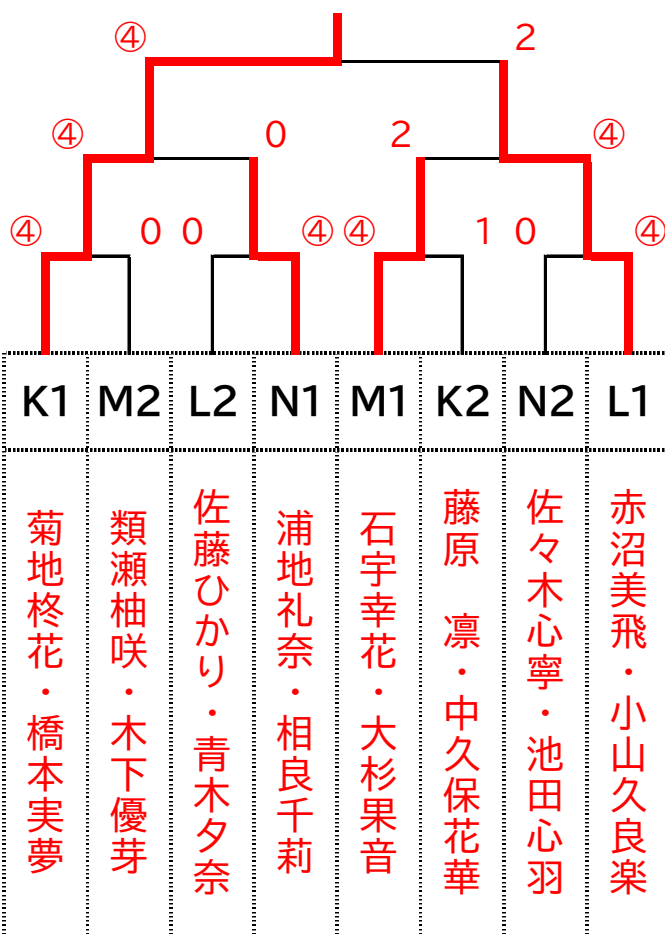 ④ 2
④ 0 2 ④
④ 0 0 ④ ④ 1 0 ④
K1 M2 L2 N1 M1 K2 N2 L1
菊地柊花・橋本実夢
類瀬柚咲・木下優芽
佐藤ひかり・青木夕奈
浦地礼奈・相良千莉
石宇幸花・大杉果音
藤原　凛・中久保花華
佐々木心寧・池田心羽
赤沼美飛・小山久良楽